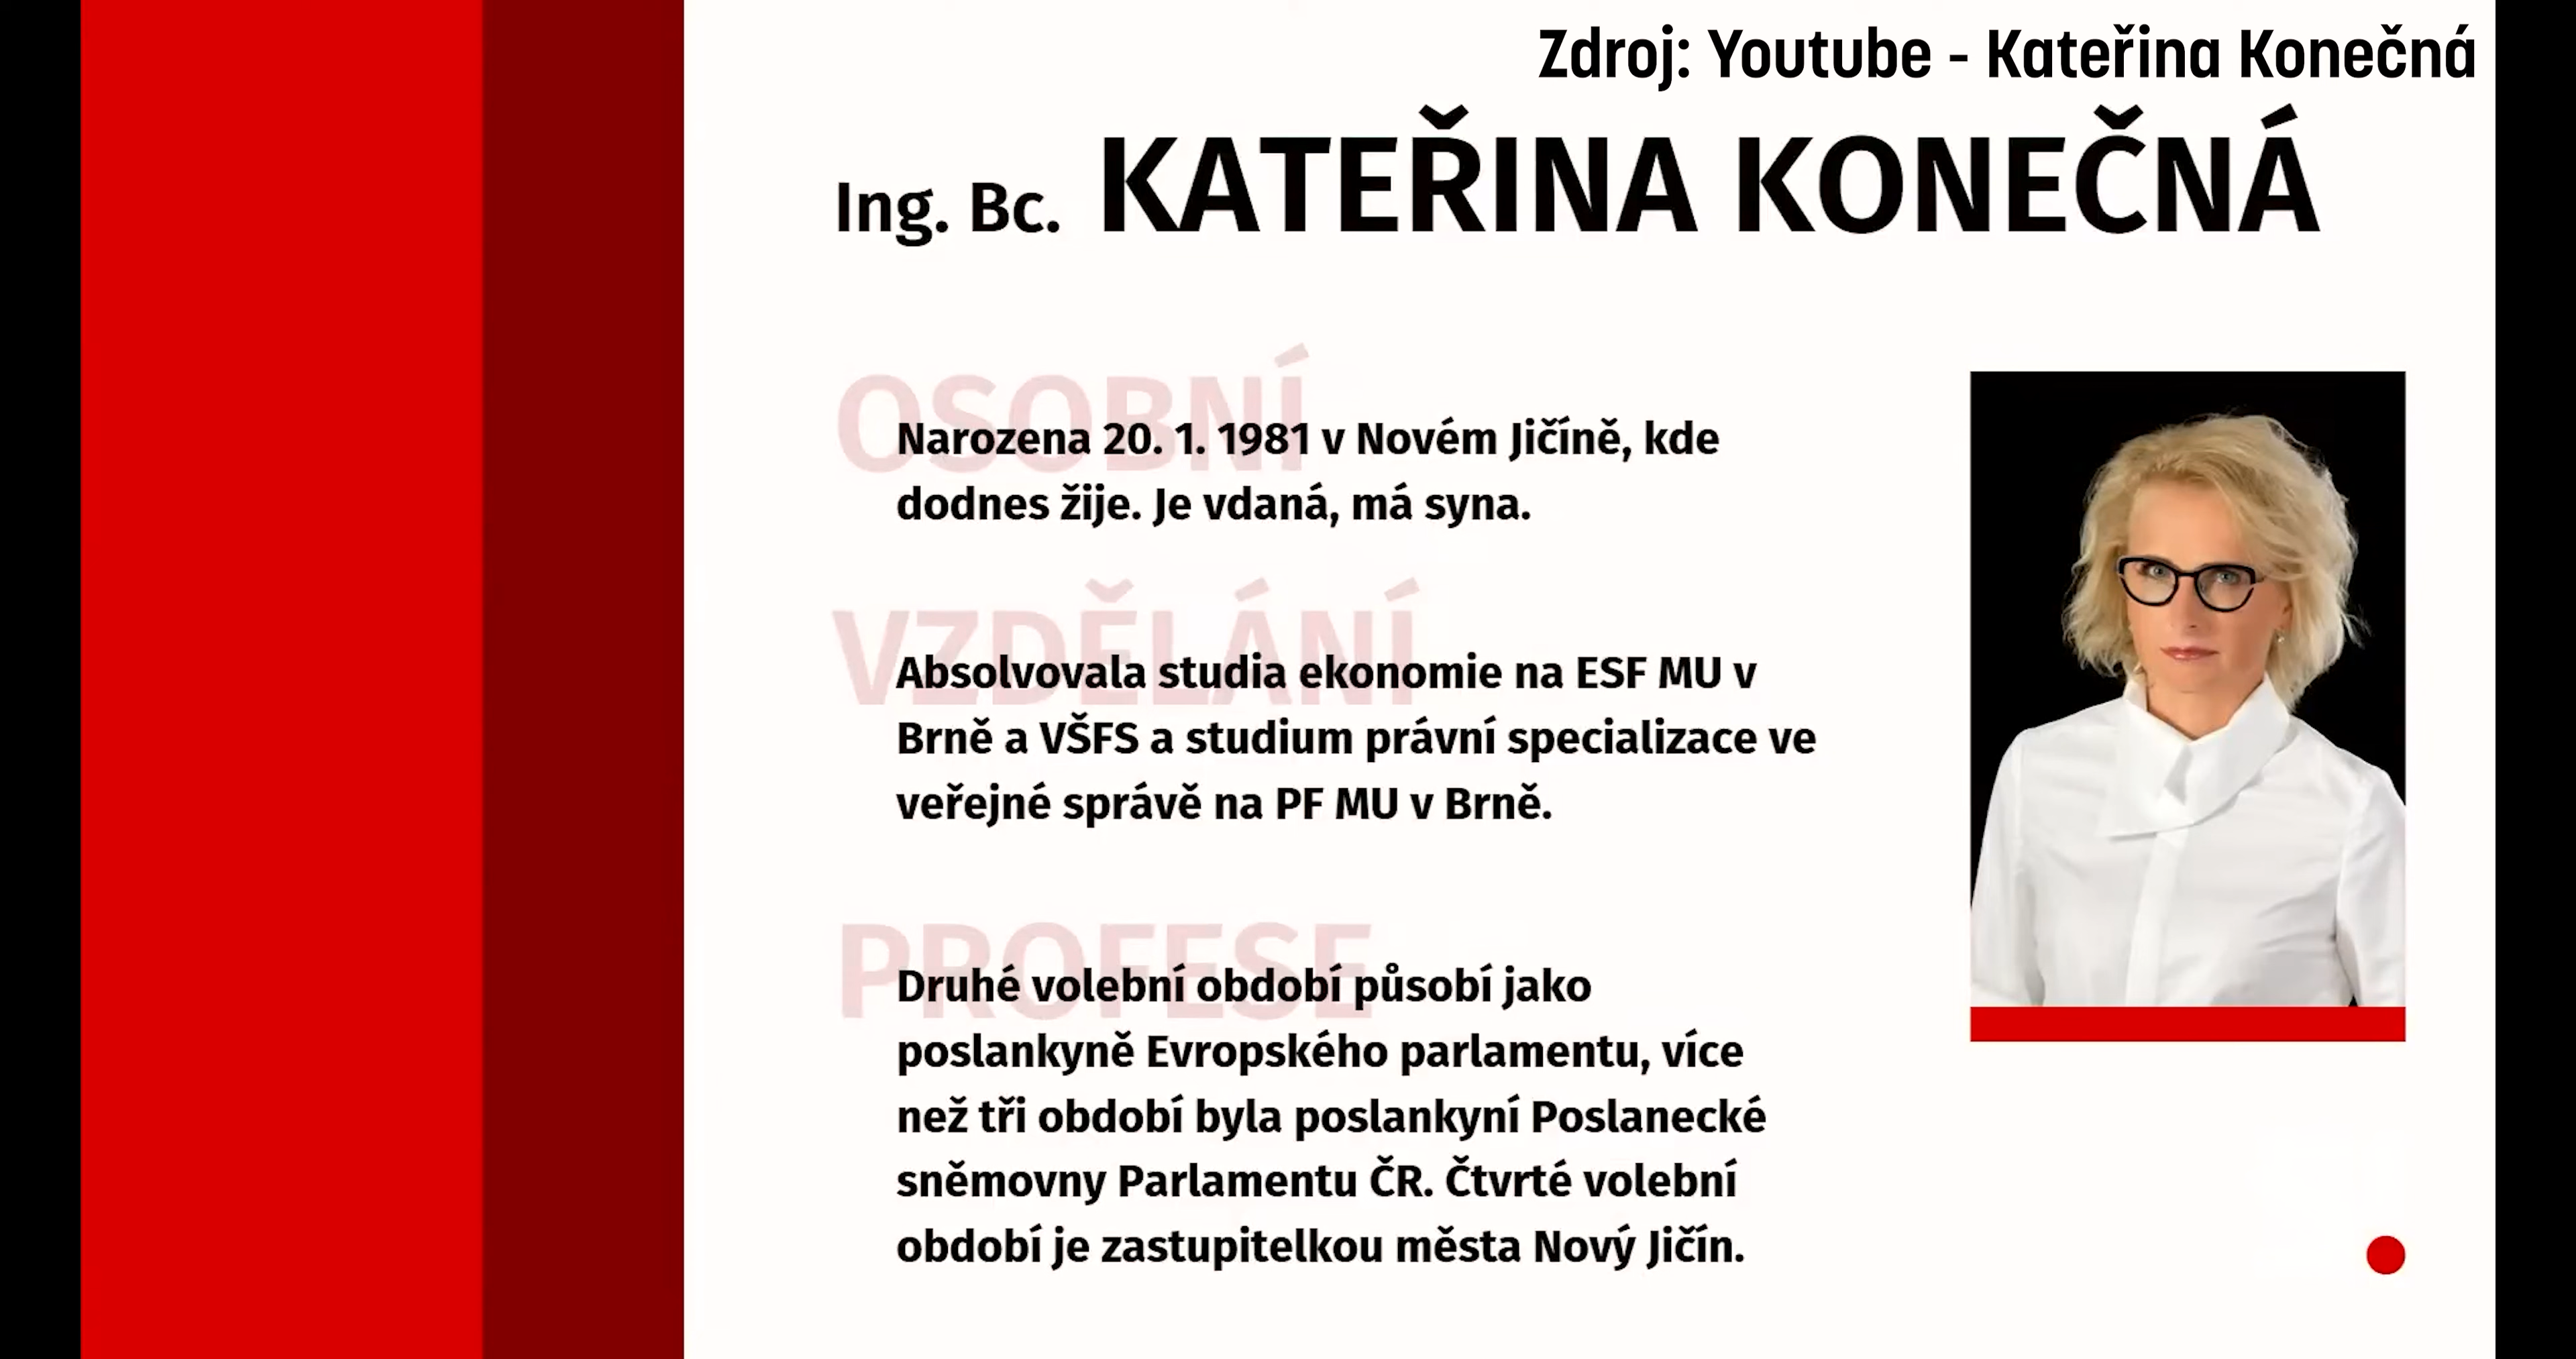 Zdroj: Youtube - Kateřina Konečná
Ing. Bc. KATEŘINA KONEČNÁ
OSOBNÍ
Narozena 20. 1. 1981 v Novém Jičíně, kde
dodnes žije. Je vdaná, má syna.
VZDĚLÁNÍ
Absolvovala studia ekonomie na ESF MU v
Brně a VŠFS a studium právní specializace ve
veřejné správě na PF MU v Brně.
PROFESE
Druhé volební období působí jako
poslankyně Evropského parlamentu, více
než tři období byla poslankyní Poslanecké
sněmovny Parlamentu ČR. Čtvrté volební
období je zastupitelkou města Nový Jičín.